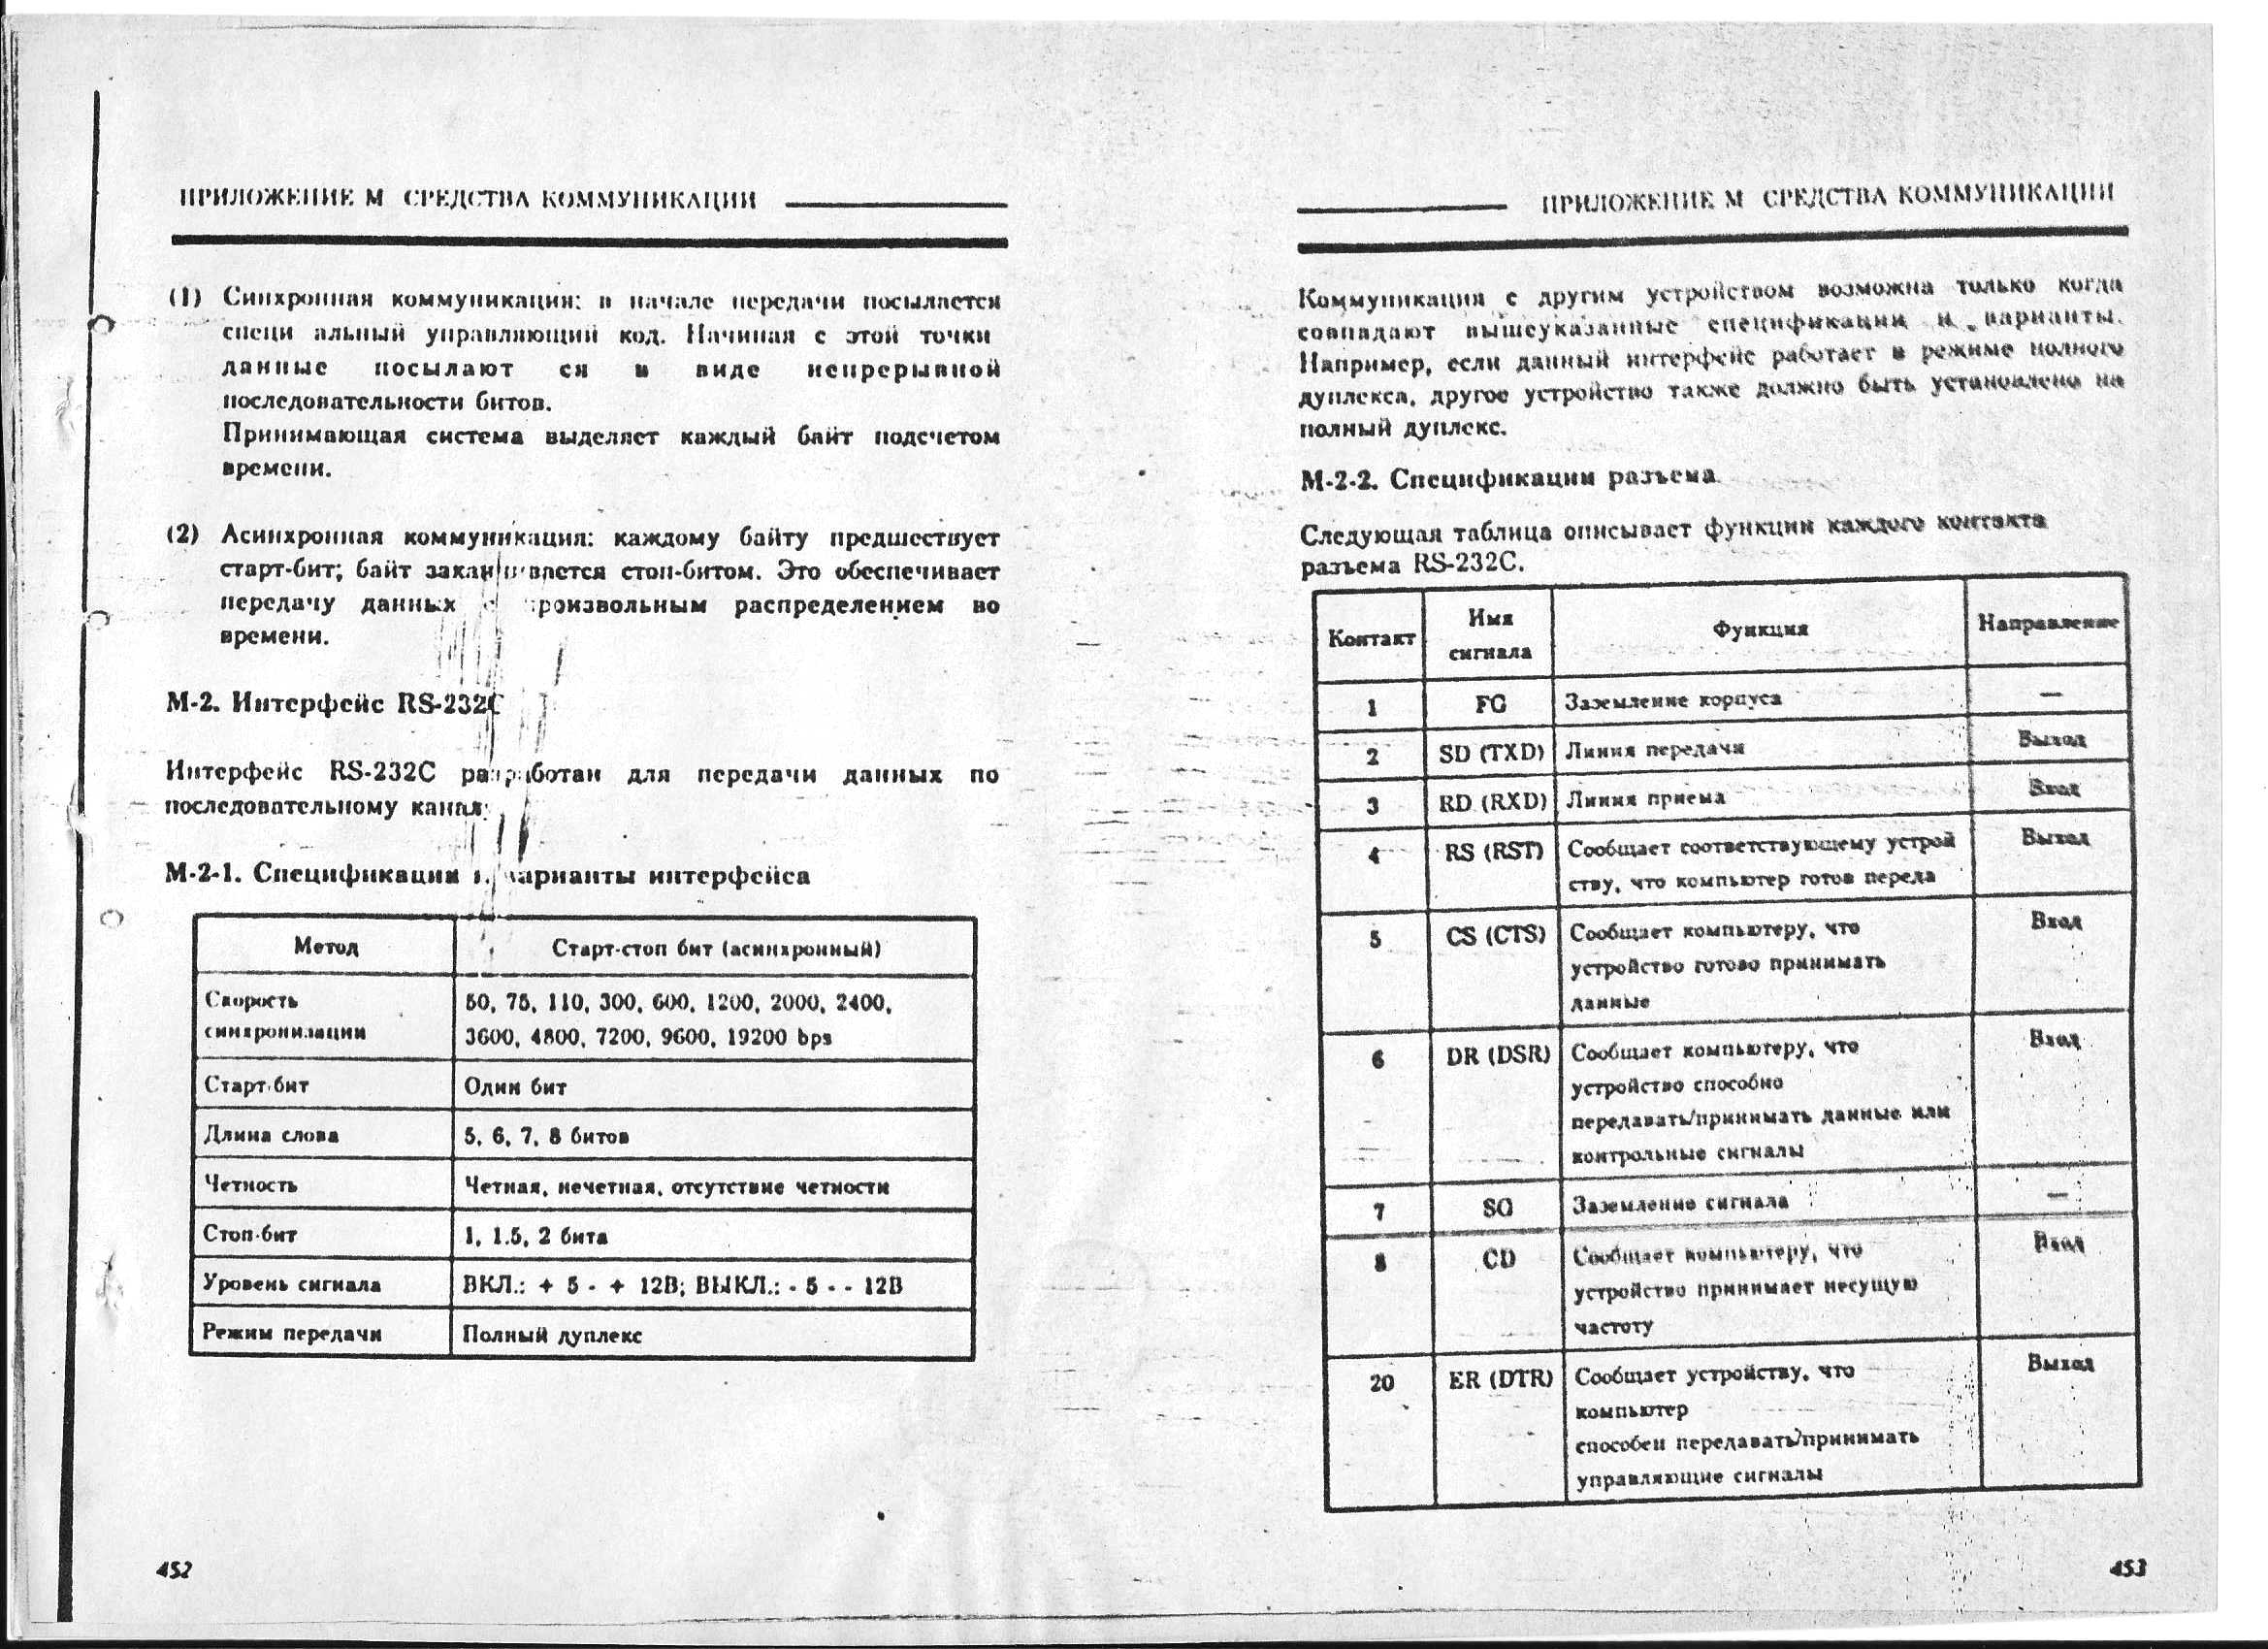 ПРИЛОЖЕНИЕ М СРЕДСТВА КОММУНИКАЦИИ
(1) Синхронная коммуникация: в начале передачи посылается
специ альный управляющий код. Начиная с этой точки
данные посылают ся в виде непрерывной
последовательности битов.
Принимающая система выделяет каждый байт подсчетом
времени.
(2) Асинхронная коммуникация: каждому байту предшествует
старт-бит; байт заканчивается стоп-битом. Это обеспечивает
передачу данных с произвольным распределением во
времени.
М-2. Интерфейс RS-232C
Интерфейс RS-232C разработан для передачи данных по
последовательному каналу
М-2-1. Спецификации и варианты интерфейса
Метод Старт-стоп бит (асинхронный)
Скорость 50, 75, 110, 300, 600, 1200, 2000, 2400,
синхронизации 3600, 4800, 7200, 9600, 19200 bps
Старт-бит Один бит
Длина слова 5, 6, 7, 8 битов
Четность Четная, нечетная, отсутствие четности
Стоп-бит 1, 1.5, 2 бита
Уровень сигнала ВКЛ.: + 5 - + 12В; ВЫКЛ.: - 5 - - 12В
Режим передачи Полный дуплекс
452
ПРИЛОЖЕНИЕ М СРЕДСТВА КОММУНИКАЦИИ
Коммуникация с другим устройством возможна только когда
совпадают вышеуказанные спецификации и варианты.
Например, если данный интерфейс работает в режиме полного
дуплекса, другое устройство также должно быть установлено на
полный дуплекс.
М-2-2. Спецификации разъема
Следующая таблица описывает функции каждого контакта
разъема RS-232C.
Контакт Имя сигнала Функция Направление
1 FG Заземление корпуса —
2 SD (TXD) Линия передачи Выход
3 RD (RXD) Линия приема Вход
4 RS (RST) Сообщает соответствующему устрой Выход
ству, что компьютер готов переда
5 CS (CTS) Сообщает компьютеру, что Вход
устройство готово принимать
данные
6 DR (DSR) Сообщает компьютеру, что Вход
устройство способно
передавать/принимать данные или
контрольные сигналы
7 SG Заземление сигнала —
8 CD Сообщает компьютеру, что Вход
устройство принимает несущую
частоту
20 ER (DTR) Сообщает устройству, что Выход
компьютер
способен передавать/принимать
управляющие сигналы
453